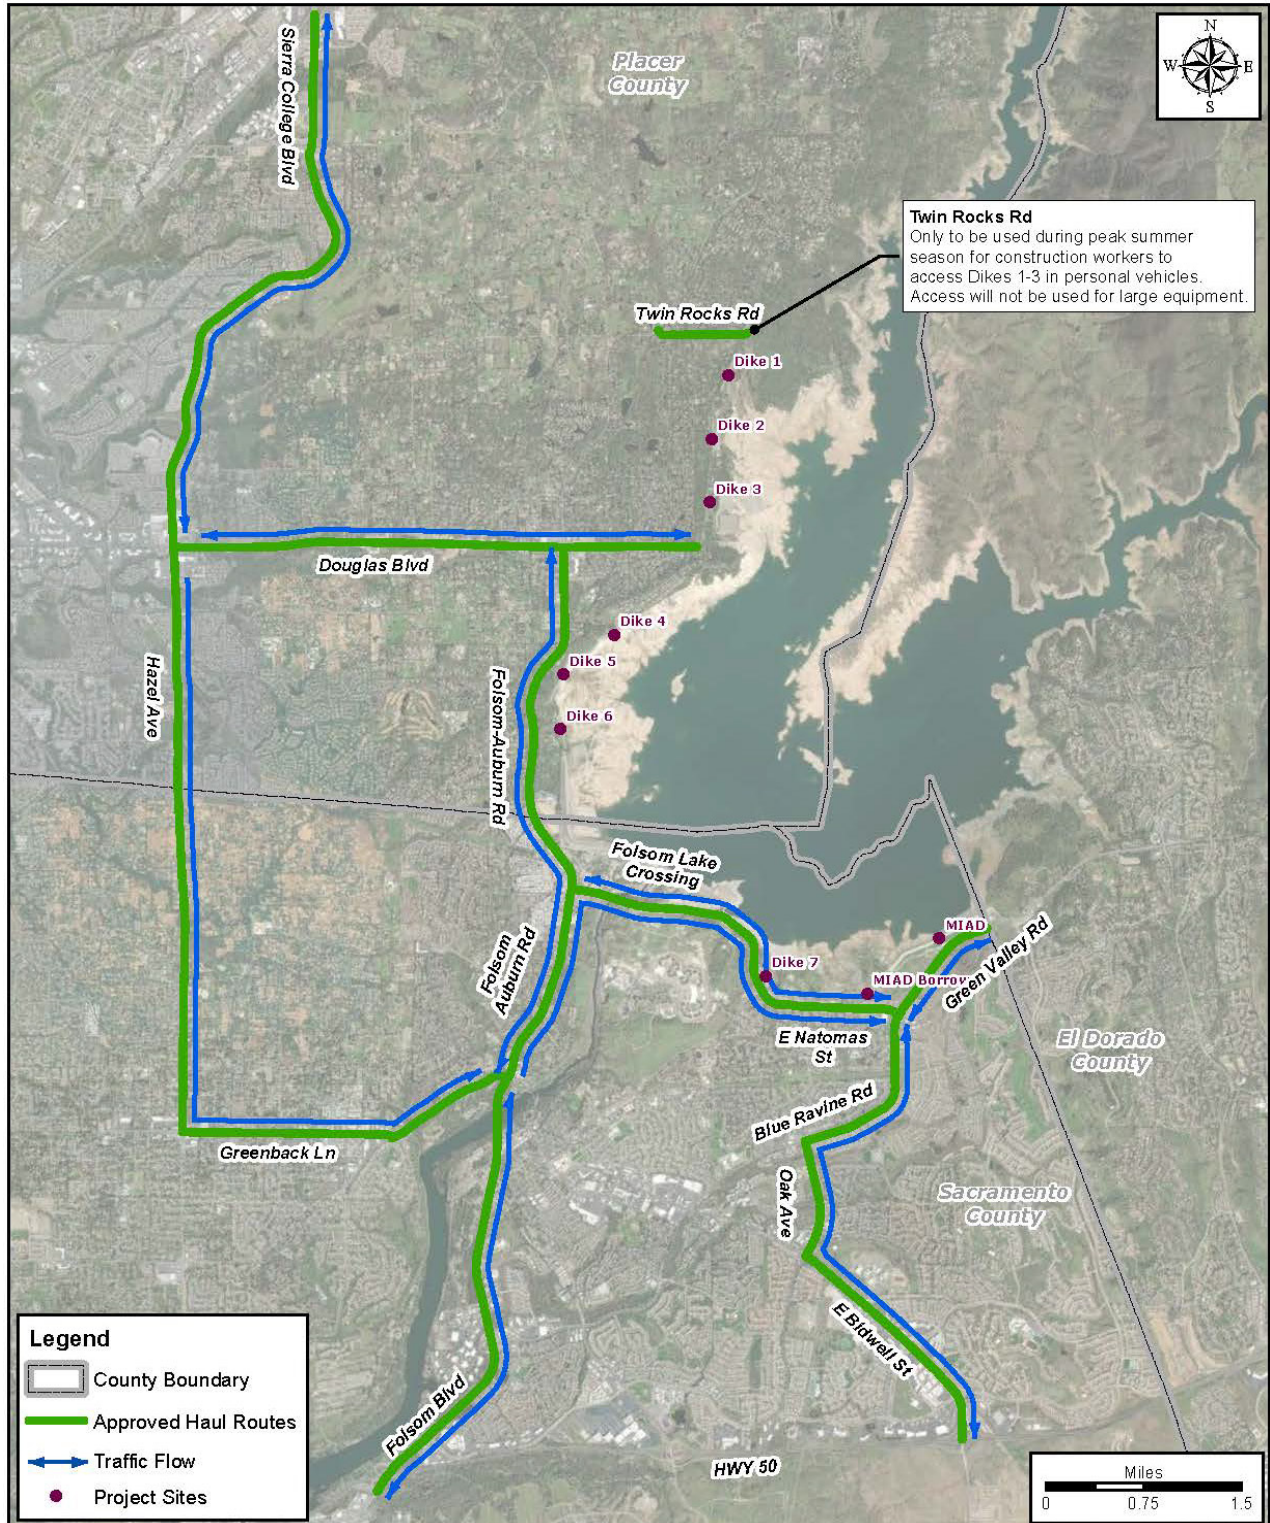 Sierra College Blvd
Placer
County
N
W
E
S
Twin Rocks Rd
Only to be used during peak summer
season for construction workers to
access Dikes 1-3 in personal vehicles.
Access will not be used for large equipment.
Twin Rocks Rd
Dike 1
Dike 2
Dike 3
Douglas Blvd
Dike 4
Dike 5
Dike 6
Hazel Ave
Folsom-Auburn Rd
Folsom Lake
Crossing
Folsom
Auburn Rd
MIAD
Green Valley Rd
Dike 7
MIAD Borrow
E Natomas
St
El Dorado
County
Blue Ravine Rd
Greenback Ln
Oak Ave
Sacramento
County
E Bidwell St
Folsom Blvd
HWY 50
Legend
County Boundary
Approved Haul Routes
Traffic Flow
Project Sites
Miles
0
0.75
1.5